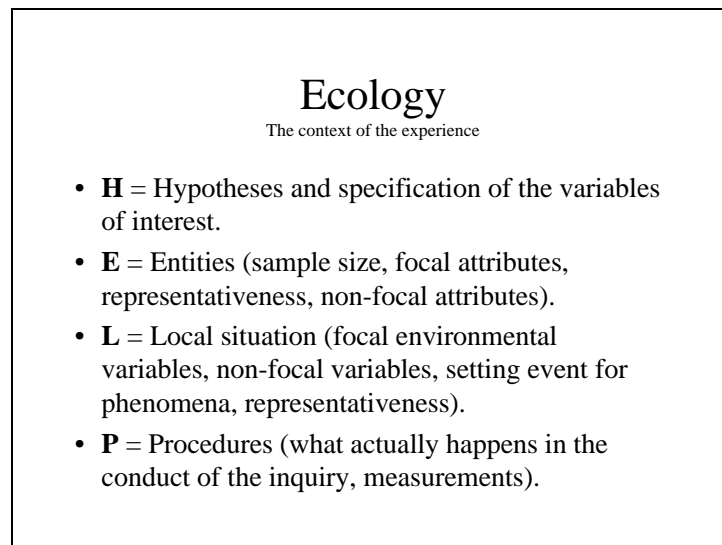 Ecology
The context of the experience
• H = Hypotheses and specification of the variables
of interest.
• E = Entities (sample size, focal attributes,
representativeness, non-focal attributes).
• L = Local situation (focal environmental
variables, non-focal variables, setting event for
phenomena, representativeness).
• P = Procedures (what actually happens in the
conduct of the inquiry, measurements).